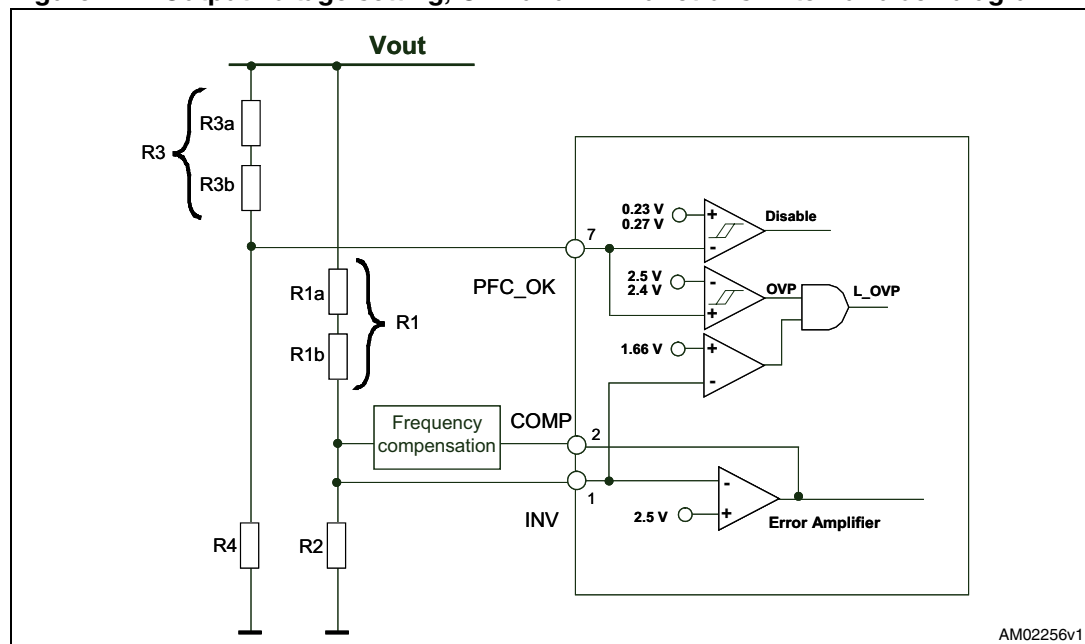 Vout
R3a
R3
R3b
0.23 V
0.27 V
Disable
7
PFC_OK
2.5 V
2.4 V
OVP
L_OVP
R1a
R1
R1b
1.66 V
Frequency
compensation
COMP
2
1
INV
2.5 V
Error Amplifier
R4
R2
AM02256v1